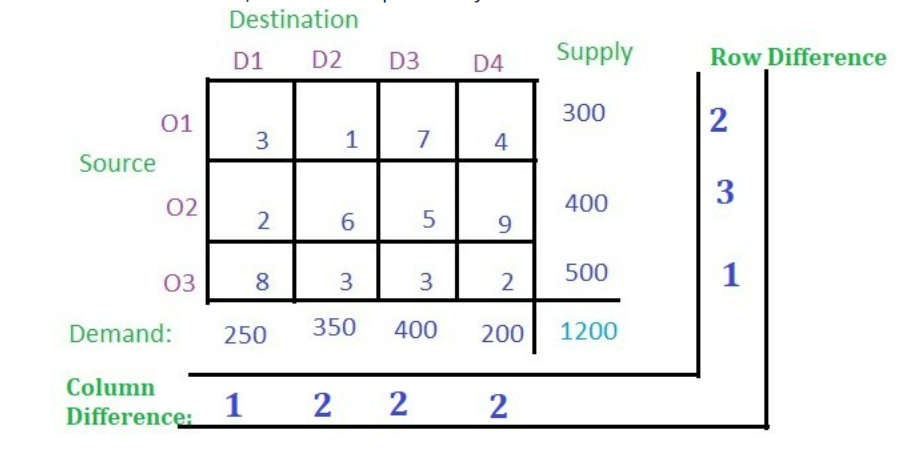 Destination
D1 D2 D3 D4 Supply Row Difference
O1 3 1 7 4 300 2
Source
O2 2 6 5 9 400 3
O3 8 3 3 2 500 1
Demand: 250 350 400 200 1200
Column
Difference: 1 2 2 2